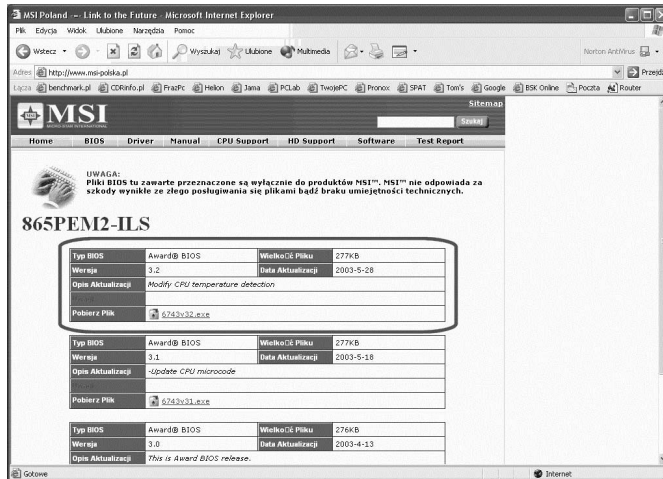 MSI Poland -- Link to the Future - Microsoft Internet Explorer
Plik Edycja Widok Ulubione Narzędzia Pomoc
Wstecz Wyszukaj Ulubione Multimedia Norton AntiVirus
Adres http://www.msi-polska.pl Przejdź
Łącza benchmark.pl CDRinfo.pl FrazPc Helion Jama PCLab TwojePC Pronox SPAT Tom's Google BSK Online Poczta Router
Sitemap
MSI
Szukaj
Home BIOS Driver Manual CPU Support HD Support Software Test Report
UWAGA:
Pliki BIOS tu zawarte przeznaczone są wyłącznie do produktów MSI™. MSI™ nie odpowiada za
szkody wynikłe ze złego posługiwania się plikami bądź braku umiejętności technicznych.
865PEM2-ILS
Typ BIOS Award® BIOS Wielko□ć Pliku 277KB
Wersja 3.2 Data Aktualizacji 2003-5-28
Opis Aktualizacji Modify CPU temperature detection
Pobierz Plik 6743v32.exe
Typ BIOS Award® BIOS Wielko□ć Pliku 277KB
Wersja 3.1 Data Aktualizacji 2003-5-18
Opis Aktualizacji -Update CPU microcode
Pobierz Plik 6743v31.exe
Typ BIOS Award® BIOS Wielko□ć Pliku 276KB
Wersja 3.0 Data Aktualizacji 2003-4-13
Opis Aktualizacji This is Award BIOS release.
Gotowe Internet